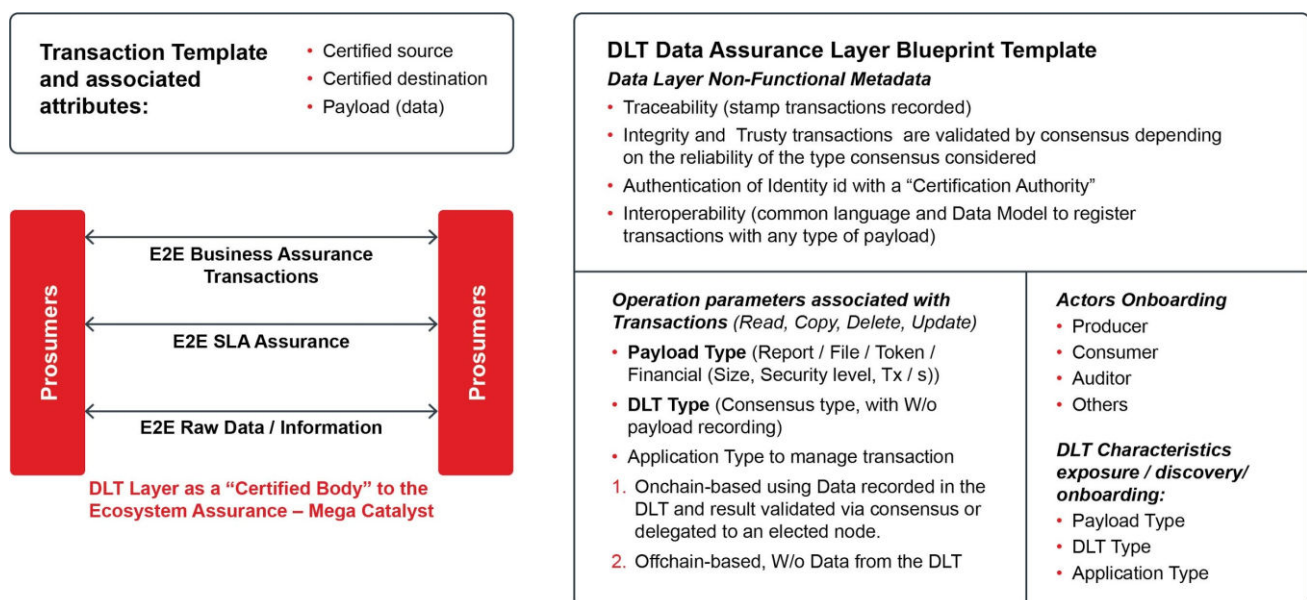 Transaction Template
and associated
attributes:
• Certified source
• Certified destination
• Payload (data)
Prosumers
E2E Business Assurance
Transactions
E2E SLA Assurance
E2E Raw Data / Information
Prosumers
DLT Layer as a “Certified Body” to the
Ecosystem Assurance – Mega Catalyst
DLT Data Assurance Layer Blueprint Template
Data Layer Non-Functional Metadata
• Traceability (stamp transactions recorded)
• Integrity and Trusty transactions are validated by consensus depending
on the reliability of the type consensus considered
• Authentication of Identity id with a “Certification Authority”
• Interoperability (common language and Data Model to register
transactions with any type of payload)
Operation parameters associated with
Transactions (Read, Copy, Delete, Update)
• Payload Type (Report / File / Token /
Financial (Size, Security level, Tx / s))
• DLT Type (Consensus type, with W/o
payload recording)
• Application Type to manage transaction
1. Onchain-based using Data recorded in the
DLT and result validated via consensus or
delegated to an elected node.
2. Offchain-based, W/o Data from the DLT
Actors Onboarding
• Producer
• Consumer
• Auditor
• Others
DLT Characteristics
exposure / discovery/
onboarding:
• Payload Type
• DLT Type
• Application Type